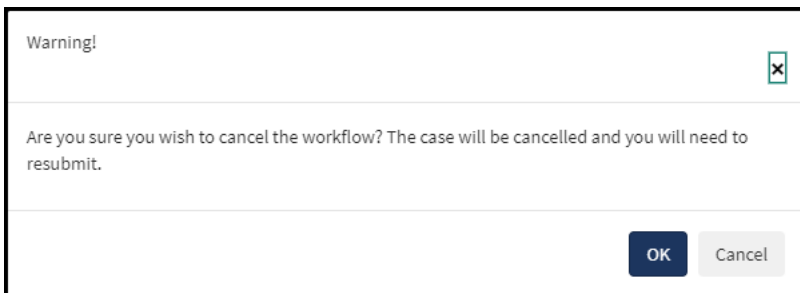 Warning!
×
Are you sure you wish to cancel the workflow? The case will be cancelled and you will need to
resubmit.
OK Cancel